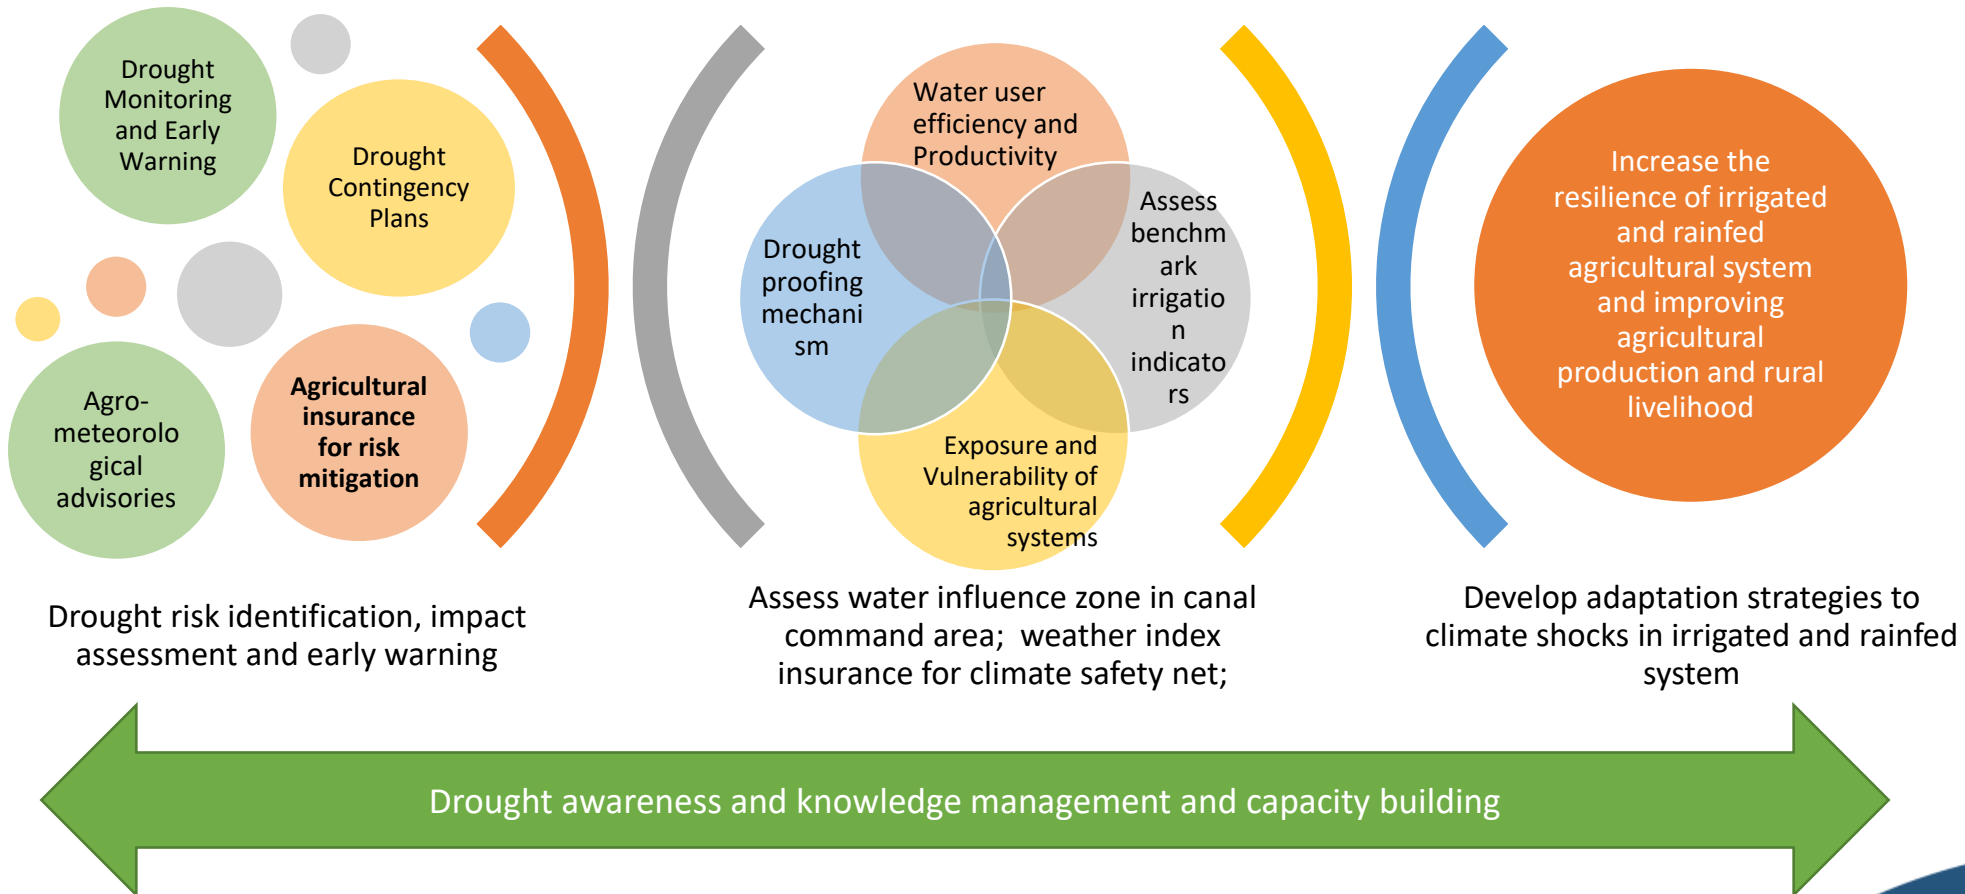 Drought
Monitoring
and Early
Warning
Drought
Contingency
Plans
Agro-
meteorolo
gical
advisories
Agricultural
insurance
for risk
mitigation
Drought risk identification, impact
assessment and early warning
Water user
efficiency and
Productivity
Drought
proofing
mechani
sm
Assess
benchm
ark
irrigatio
n
indicato
rs
Exposure and
Vulnerability of
agricultural
systems
Assess water influence zone in canal
command area;  weather index
insurance for climate safety net;
Increase the
resilience of irrigated
and rainfed
agricultural system
and improving
agricultural
production and rural
livelihood
Develop adaptation strategies to
climate shocks in irrigated and rainfed
system
Drought awareness and knowledge management and capacity building